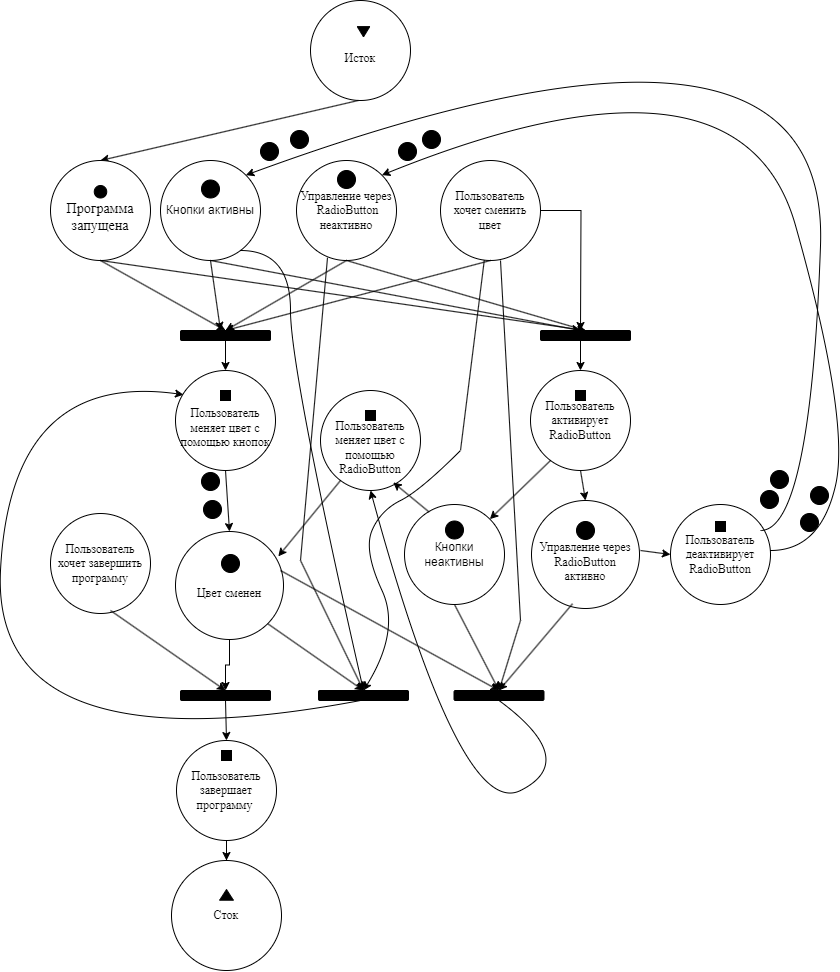 Исток
Программа
запущена
Кнопки активны
Управление через
RadioButton
неактивно
Пользователь
хочет сменить
цвет
Пользователь
меняет цвет с
помощью кнопок
Пользователь
меняет цвет с
помощью
RadioButton
Пользователь
активирует
RadioButton
Пользователь
хочет завершить
программу
Цвет сменен
Кнопки
неактивны
Управление через
RadioButton
активно
Пользователь
деактивирует
RadioButton
Пользователь
завершает
программу
Сток